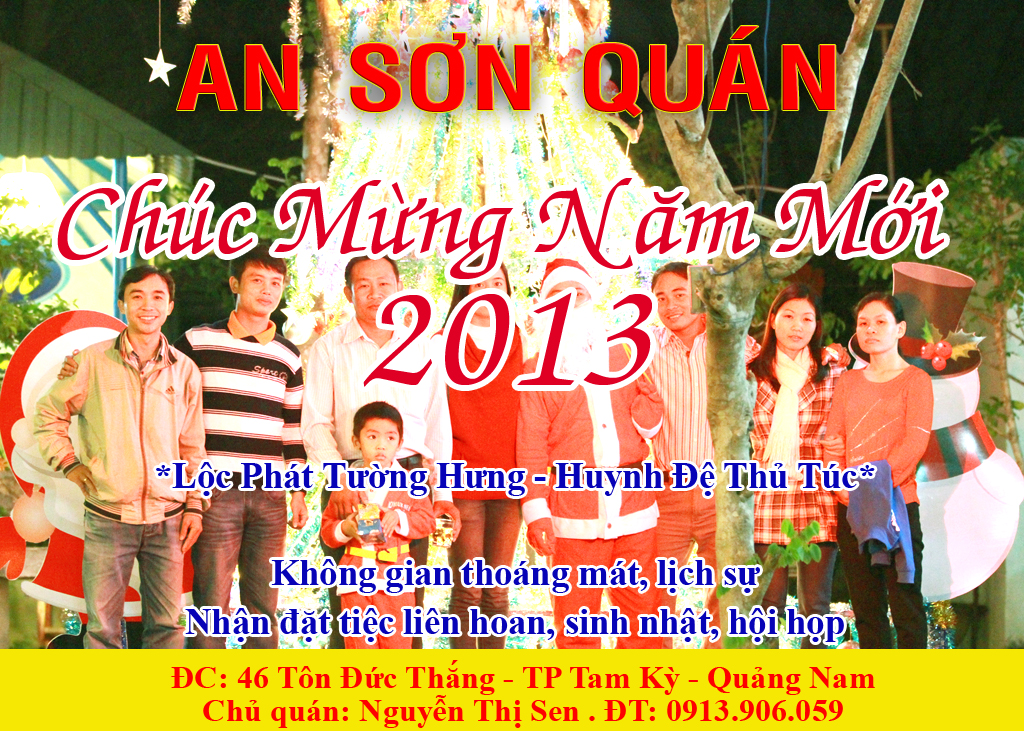 AN SƠN QUÁN
Chúc Mừng Năm Mới
2013
*Lộc Phát Tường Hưng - Huynh Đệ Thủ Túc*
Không gian thoáng mát, lịch sự
Nhận đặt tiệc liên hoan, sinh nhật, hội họp
ĐC: 46 Tôn Đức Thắng - TP Tam Kỳ - Quảng Nam
Chủ quán: Nguyễn Thị Sen . ĐT: 0913.906.059